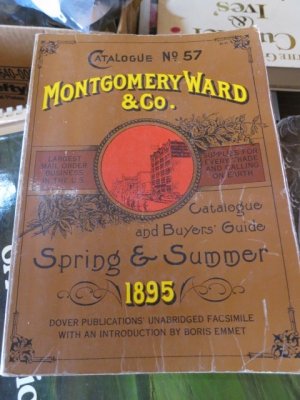 CATALOGUE No 57
MONTGOMERY WARD
& CO.
LARGEST
MAIL ORDER
BUSINESS
IN THE U.S.
SUPPLIES FOR
EVERY TRADE
AND CALLING
ON EARTH
Catalogue
and Buyers' Guide
Spring & Summer
1895
DOVER PUBLICATIONS' UNABRIDGED FACSIMILE
WITH AN INTRODUCTION BY BORIS EMMET
& Ives'